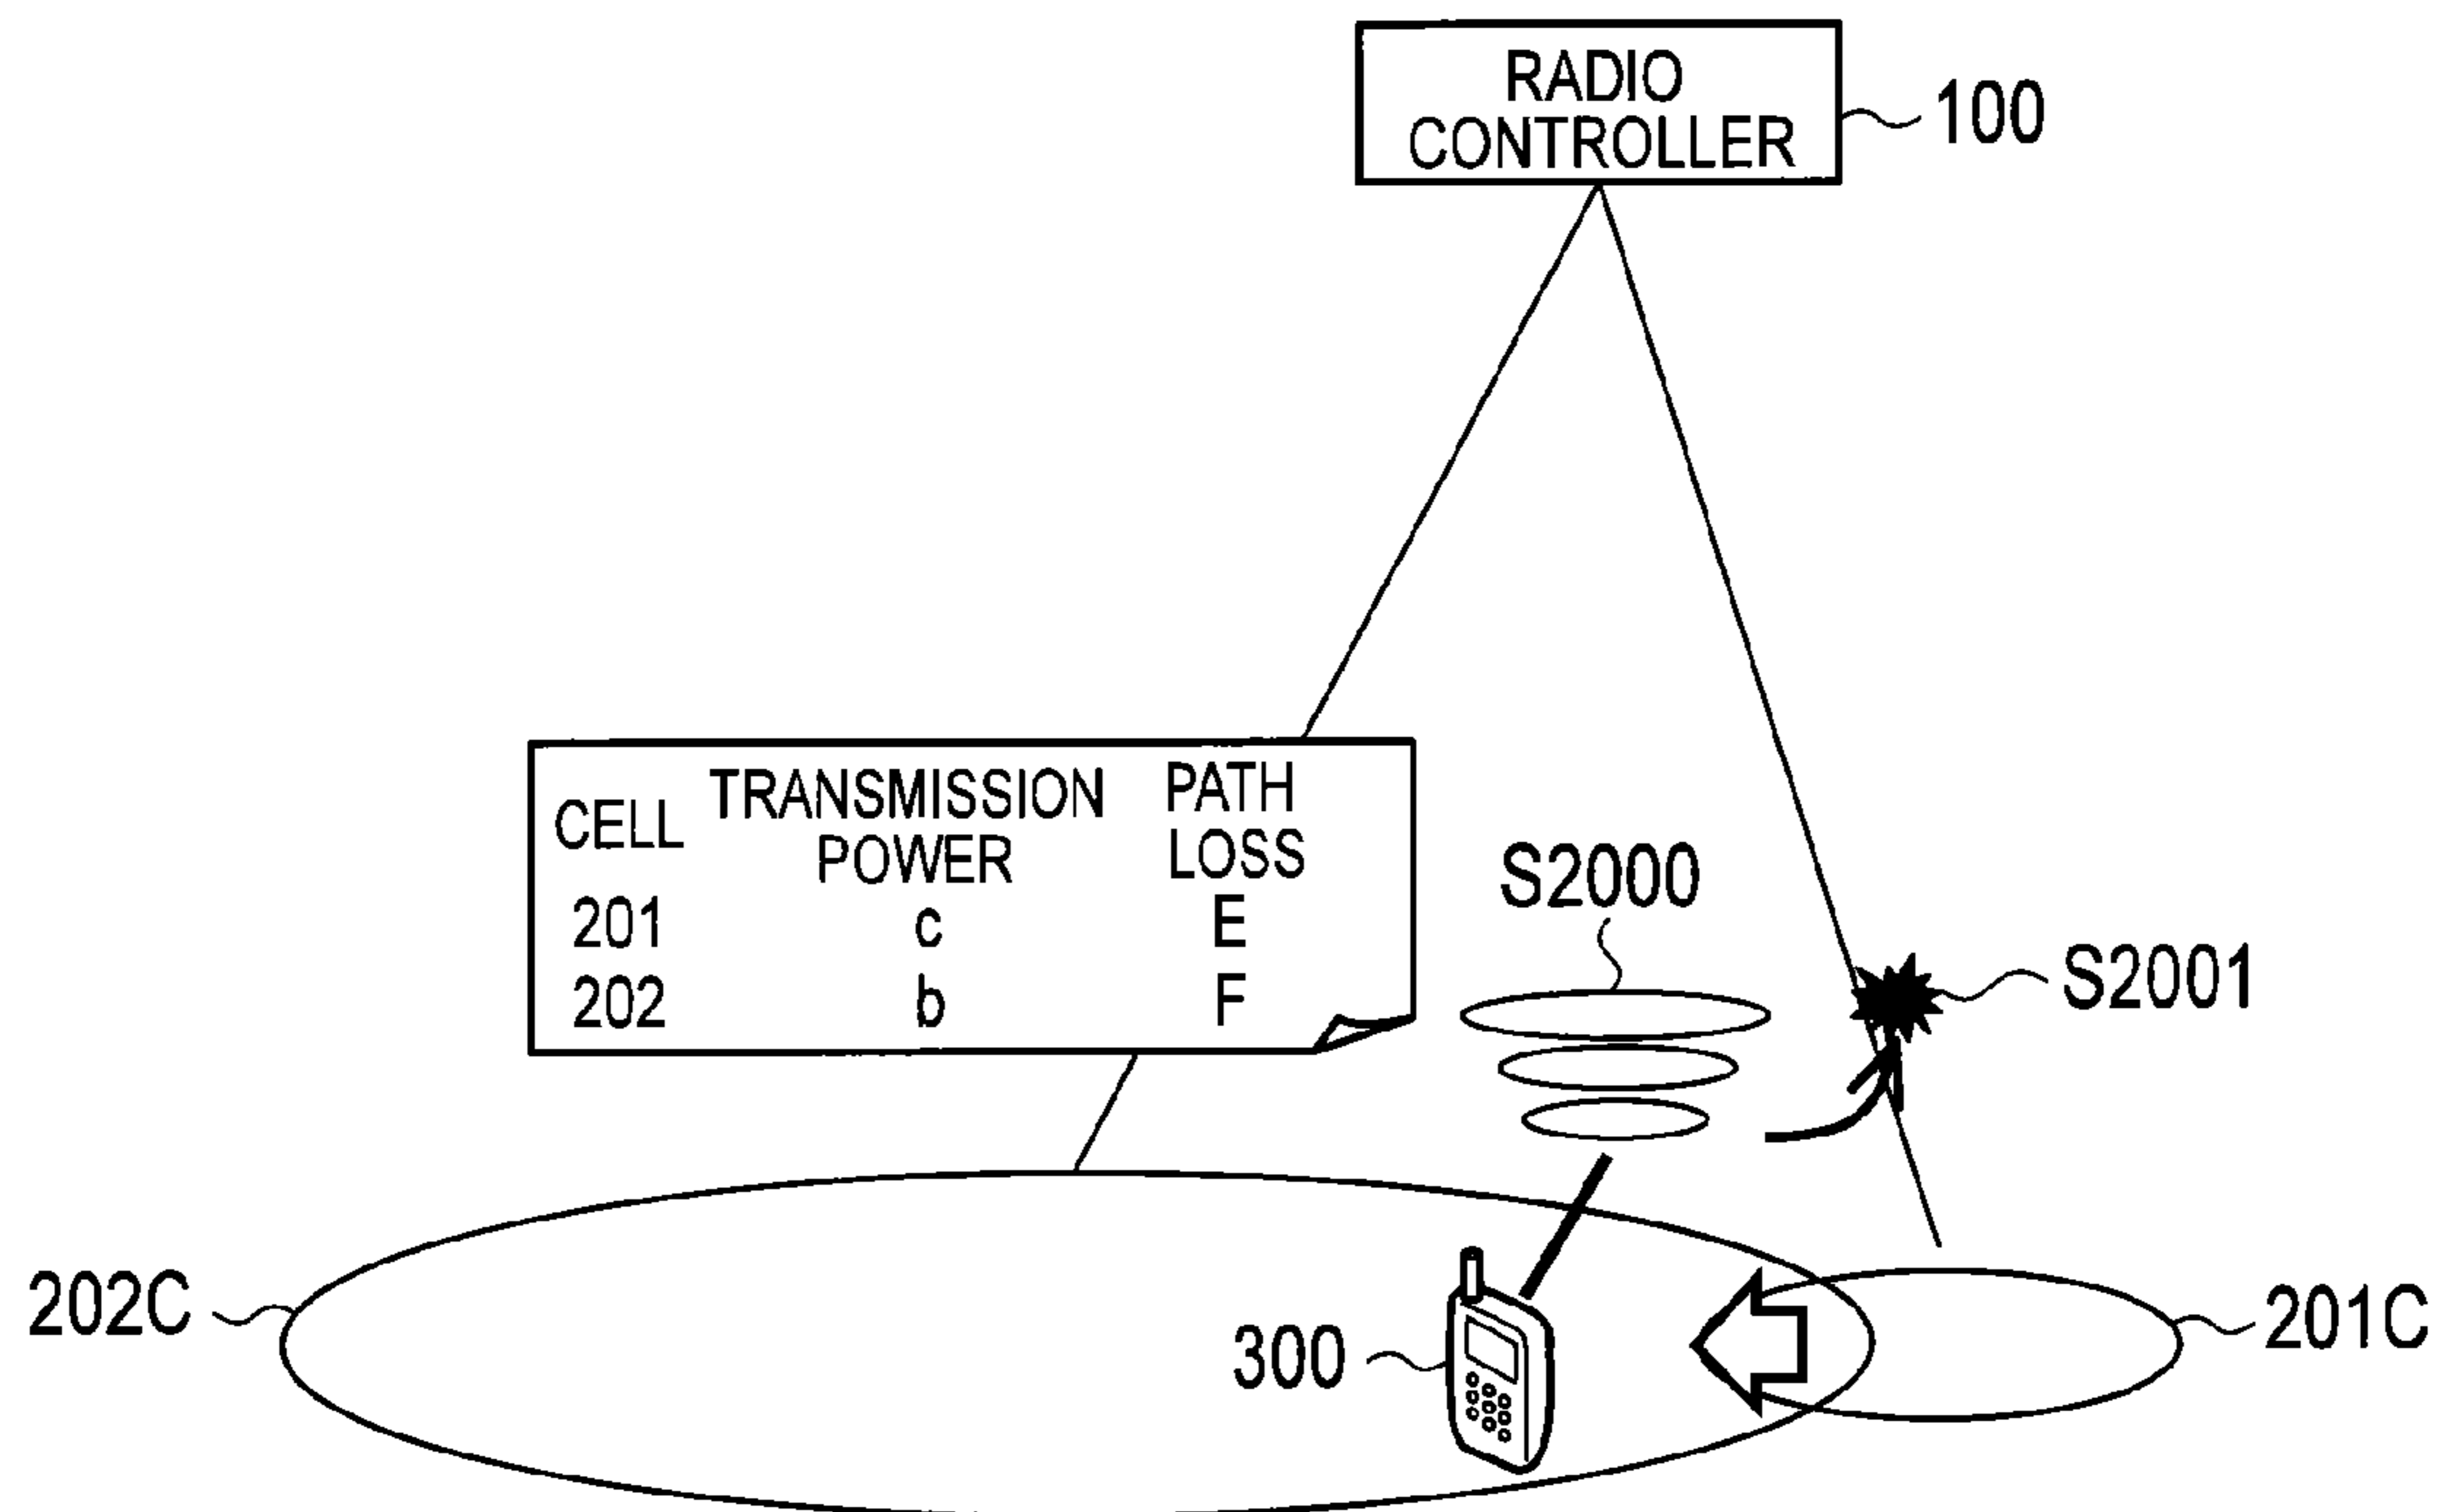 RADIO
CONTROLLER
100
CELL TRANSMISSION POWER PATH LOSS
201 c E
202 b F
S2000
S2001
202C
300
201C